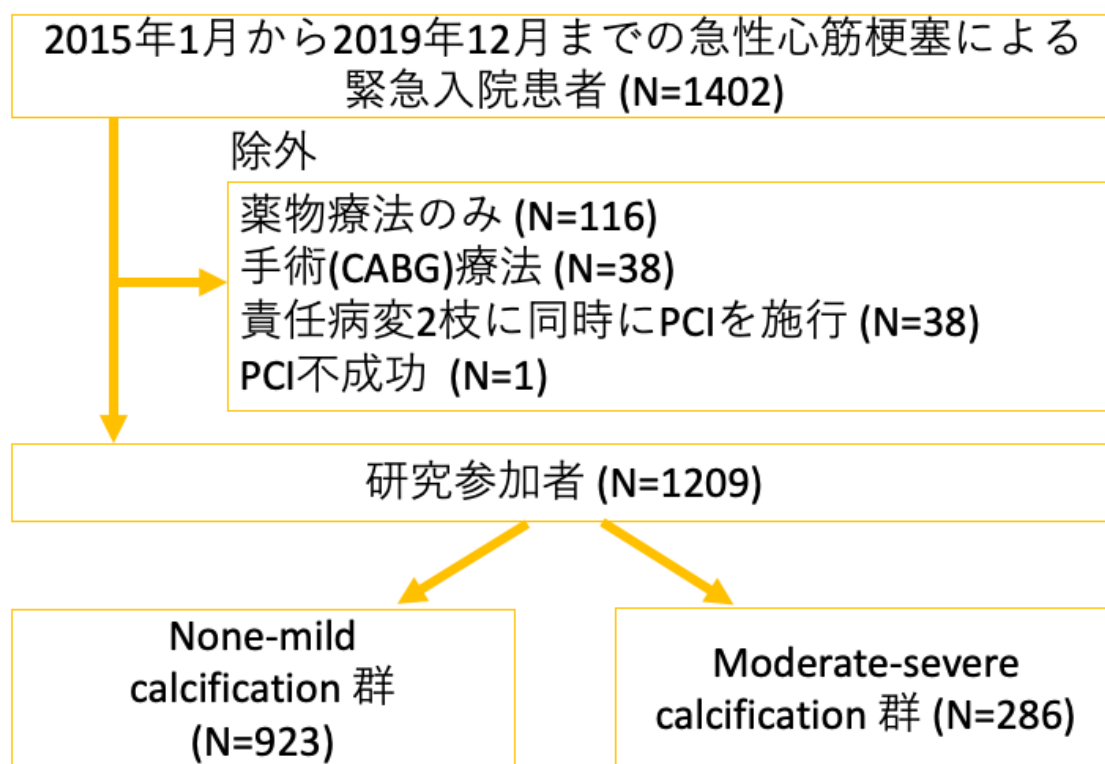 2015年1月から2019年12月までの急性心筋梗塞による
緊急入院患者 (N=1402)
除外
薬物療法のみ (N=116)
手術(CABG)療法 (N=38)
責任病変2枝に同時にPCIを施行 (N=38)
PCI不成功 (N=1)
研究参加者 (N=1209)
None-mild
calcification 群
(N=923)
Moderate-severe
calcification 群 (N=286)